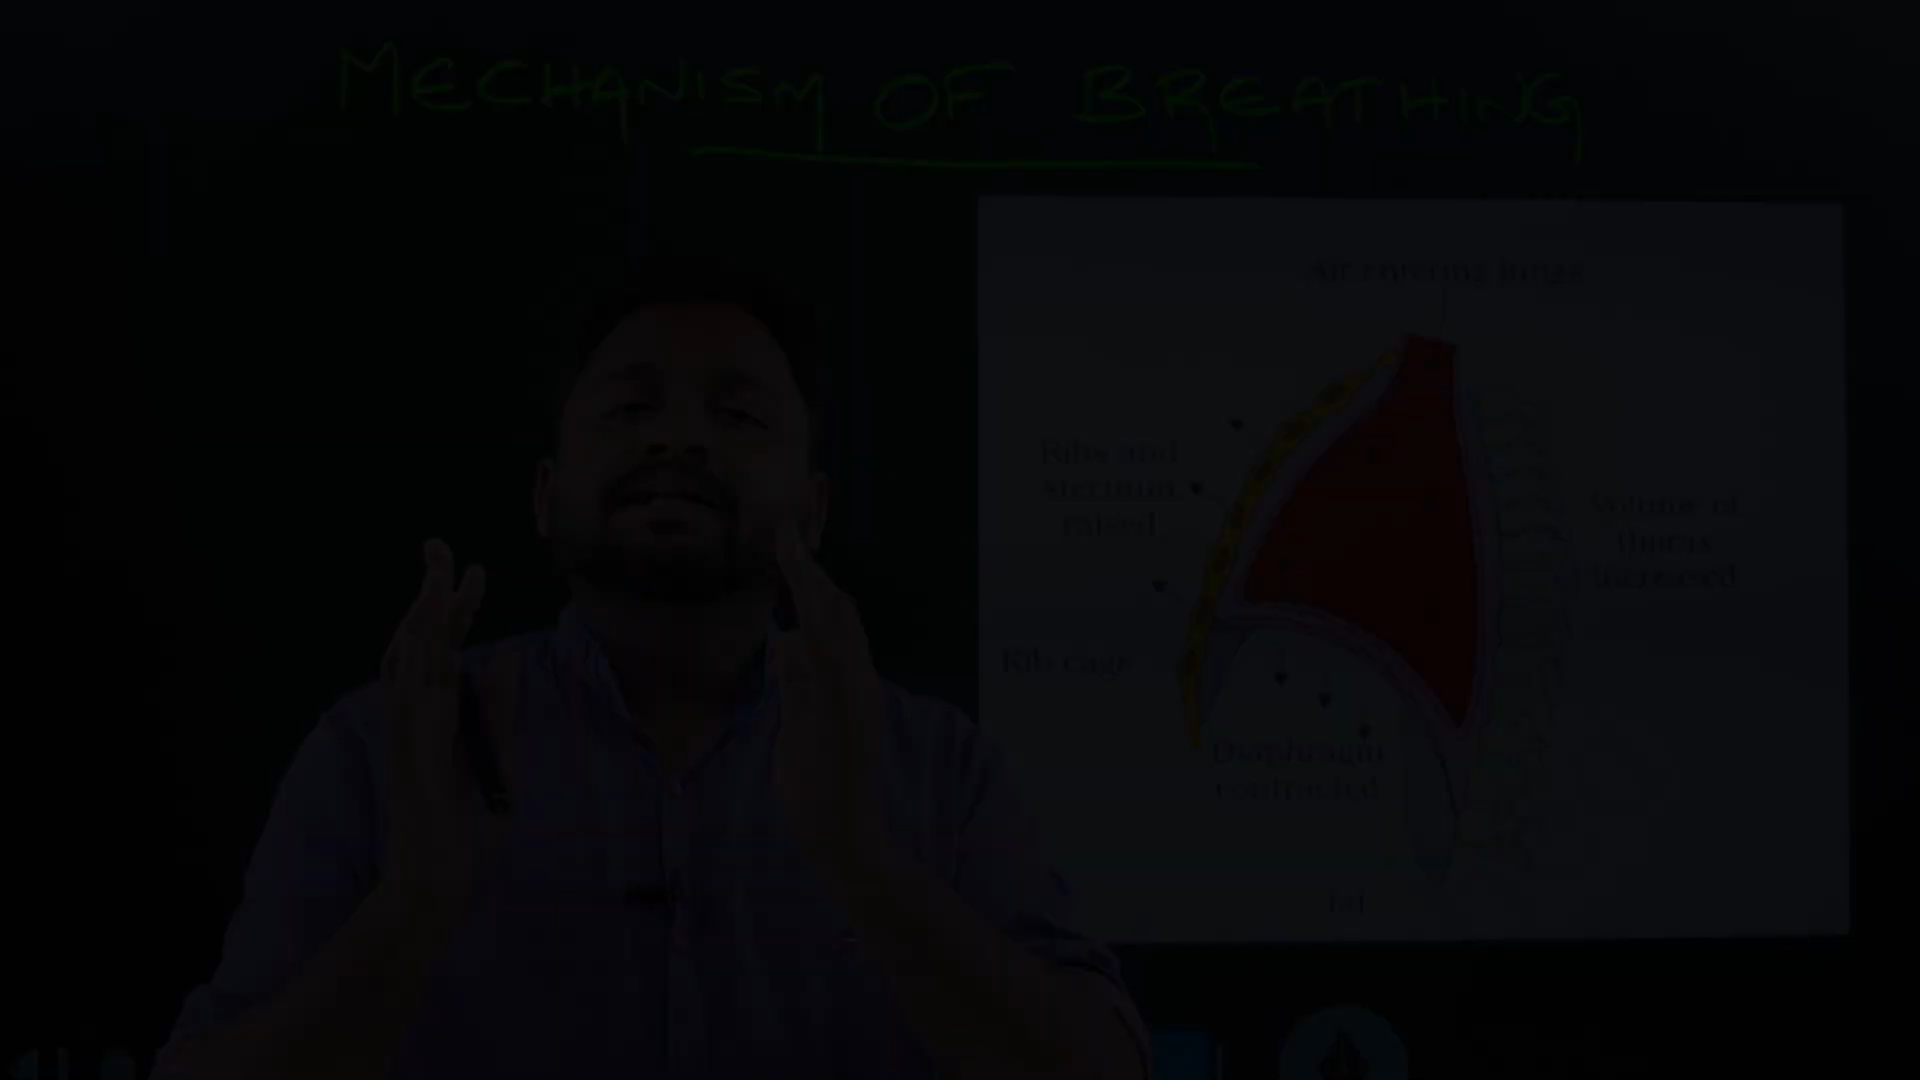 MECHANISM OF BREATHING
Air entering lungs
Ribs and
sternum
raised
Volume of
thorax
increased
Rib cage
Diaphragm
contracted